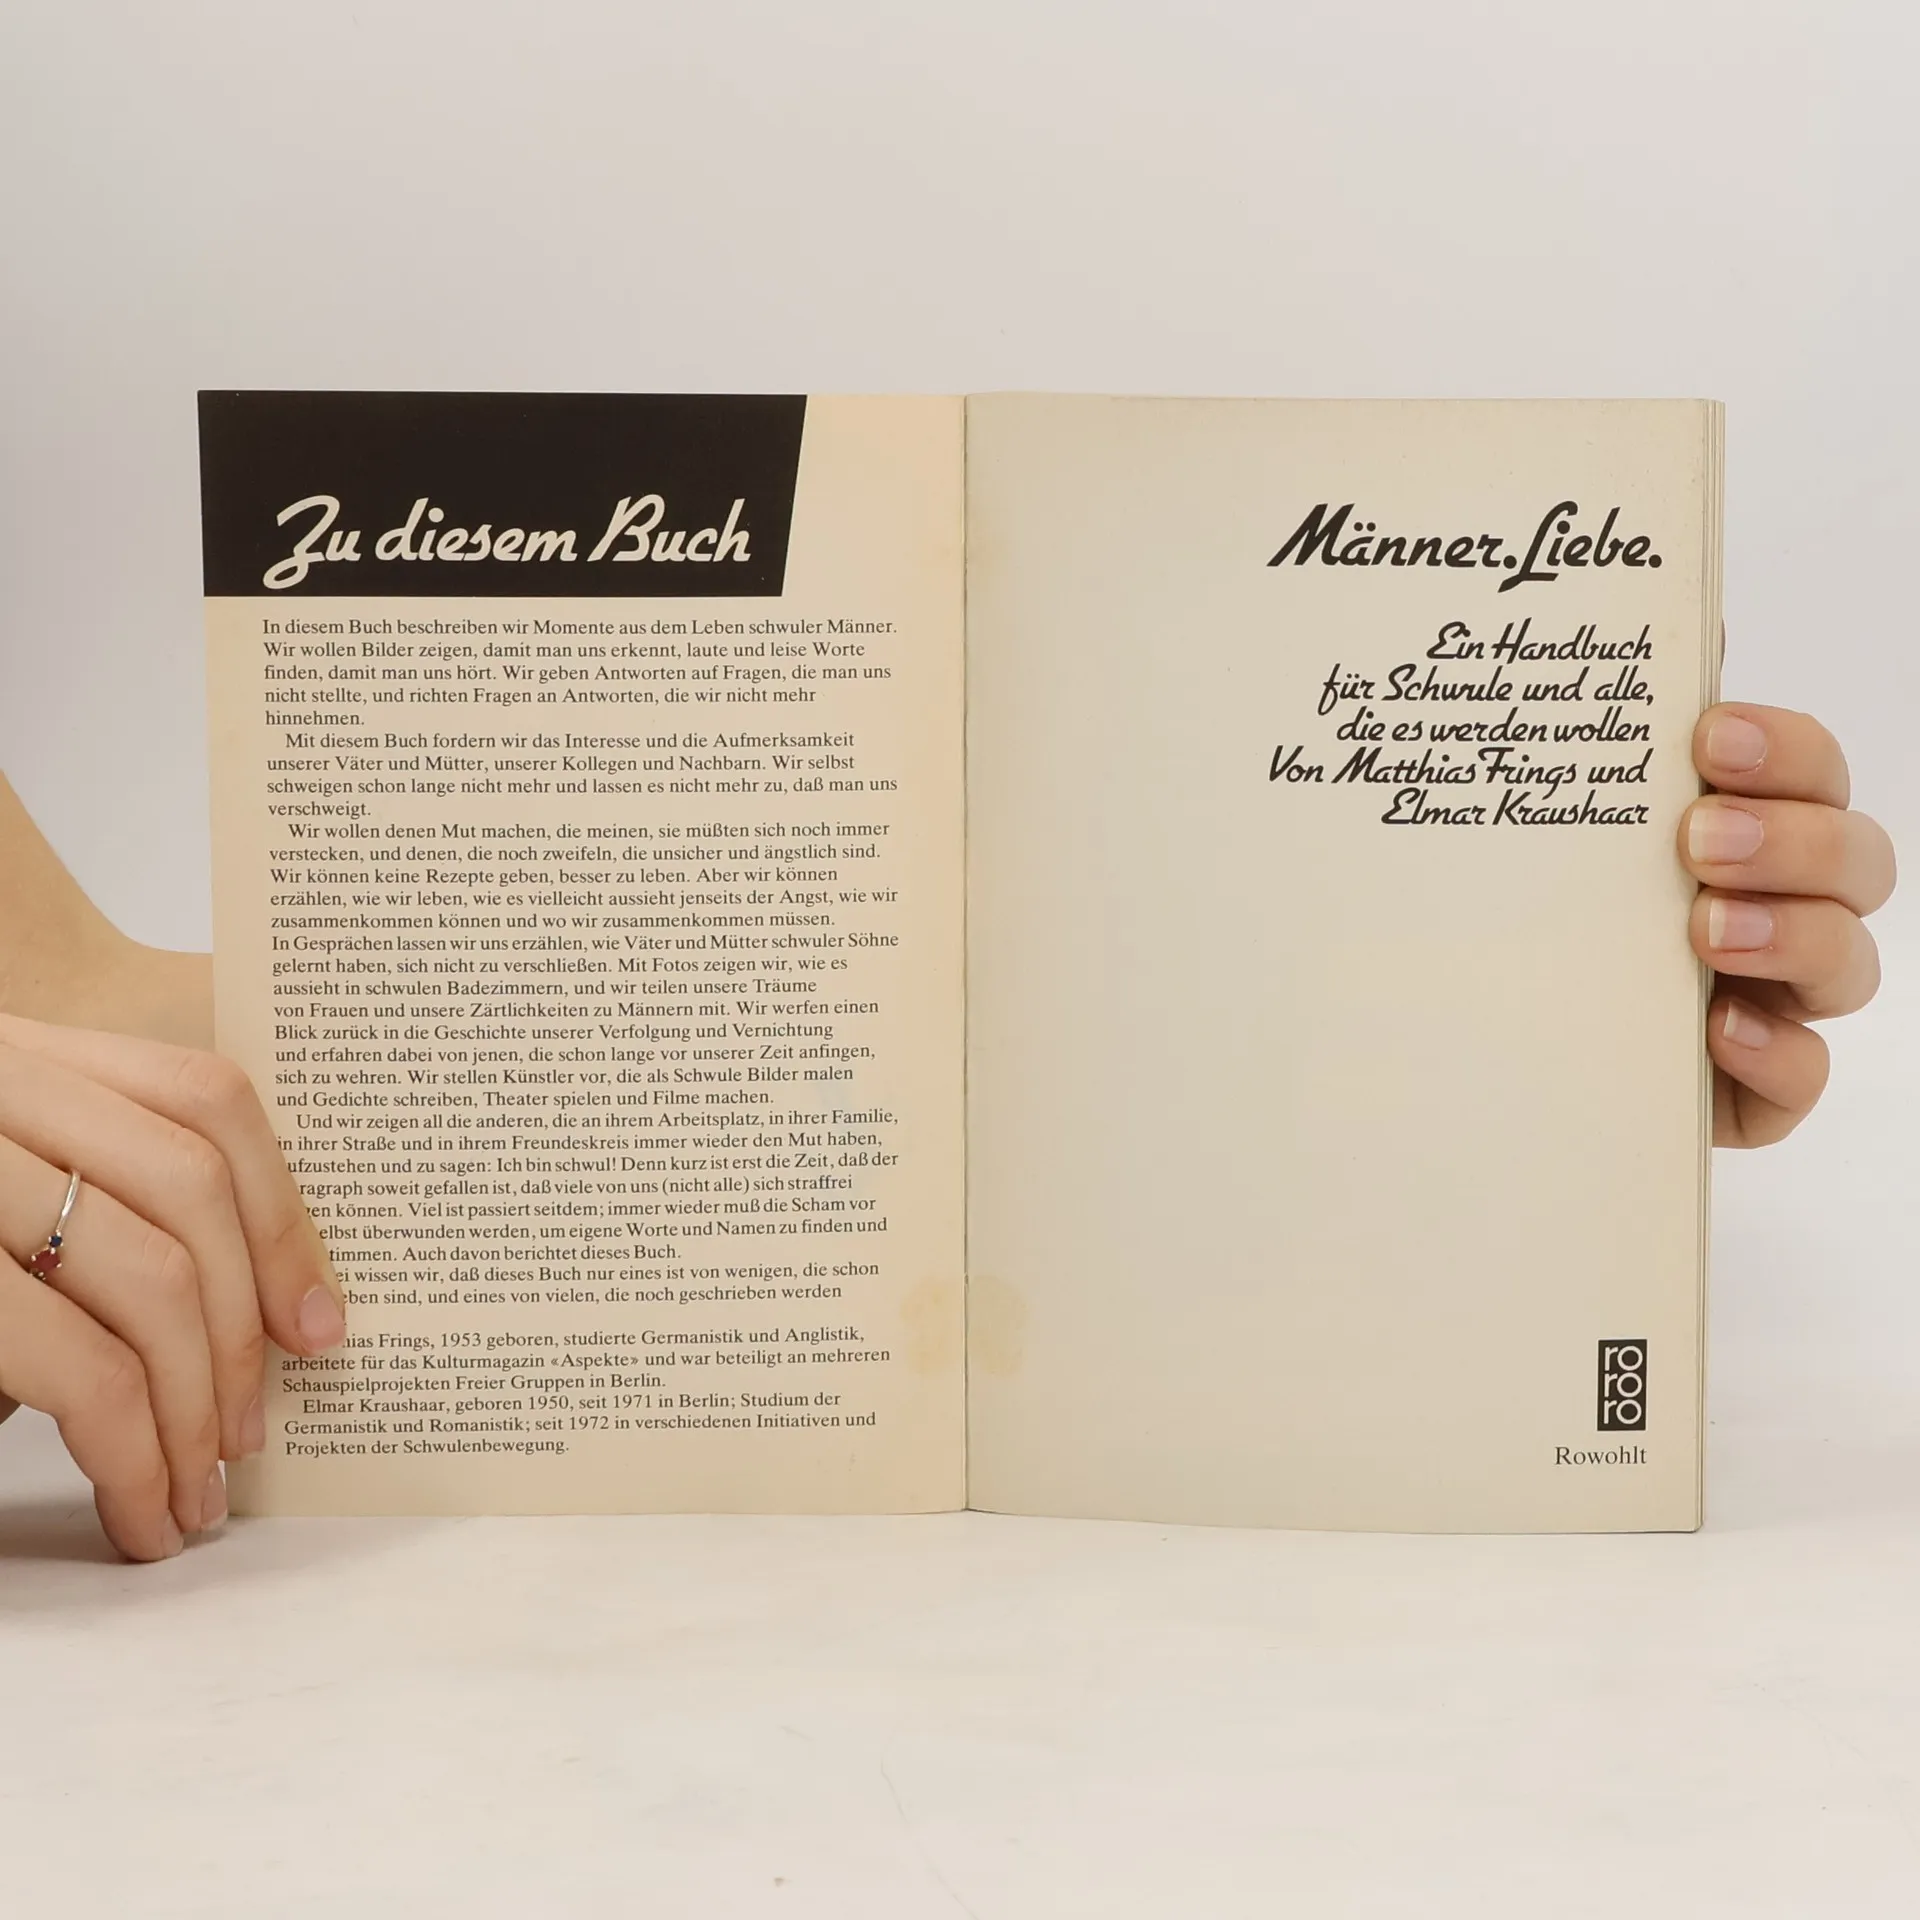 Zu diesem Buch
In diesem Buch beschreiben wir Momente aus dem Leben schwuler Männer.
Wir wollen Bilder zeigen, damit man uns erkennt, laute und leise Worte
finden, damit man uns hört. Wir geben Antworten auf Fragen, die man uns
nicht stellte, und richten Fragen an Antworten, die wir nicht mehr
hinnehmen.
Mit diesem Buch fordern wir das Interesse und die Aufmerksamkeit
unserer Väter und Mütter, unserer Kollegen und Nachbarn. Wir selbst
schweigen schon lange nicht mehr und lassen es nicht mehr zu, daß man uns
verschweigt.
Wir wollen denen Mut machen, die meinen, sie müßten sich noch immer
verstecken, und denen, die noch zweifeln, die unsicher und ängstlich sind.
Wir können keine Rezepte geben, besser zu leben. Aber wir können
erzählen, wie wir leben, wie es vielleicht aussieht jenseits der Angst, wie wir
zusammenkommen können und wo wir zusammenkommen müssen.
In Gesprächen lassen wir uns erzählen, wie Väter und Mütter schwuler Söhne
gelernt haben, sich nicht zu verschließen. Mit Fotos zeigen wir, wie es
aussieht in schwulen Badezimmern, und wir teilen unsere Träume
von Frauen und unsere Zärtlichkeiten zu Männern mit. Wir werfen einen
Blick zurück in die Geschichte unserer Verfolgung und Vernichtung
und erfahren dabei von jenen, die schon lange vor unserer Zeit anfingen,
sich zu wehren. Wir stellen Künstler vor, die als Schwule Bilder malen
und Gedichte schreiben, Theater spielen und Filme machen.
Und wir zeigen all die anderen, die an ihrem Arbeitsplatz, in ihrer Familie,
in ihrer Straße und in ihrem Freundeskreis immer wieder den Mut haben,
ufzustehen und zu sagen: Ich bin schwul! Denn kurz ist erst die Zeit, daß der
ragraph soweit gefallen ist, daß viele von uns (nicht alle) sich straffrei
en können. Viel ist passiert seitdem; immer wieder muß die Scham vor
elbst überwunden werden, um eigene Worte und Namen zu finden und
timmen. Auch davon berichtet dieses Buch.
ei wissen wir, daß dieses Buch nur eines ist von wenigen, die schon
eben sind, und eines von vielen, die noch geschrieben werden
ias Frings, 1953 geboren, studierte Germanistik und Anglistik,
arbeitete für das Kulturmagazin «Aspekte» und war beteiligt an mehreren
Schauspielprojekten Freier Gruppen in Berlin.
Elmar Kraushaar, geboren 1950, seit 1971 in Berlin; Studium der
Germanistik und Romanistik; seit 1972 in verschiedenen Initiativen und
Projekten der Schwulenbewegung.
Männer.Liebe.
Ein Handbuch
für Schwule und alle,
die es werden wollen
Von Matthias Frings und
Elmar Kraushaar
ro
ro
ro
Rowohlt